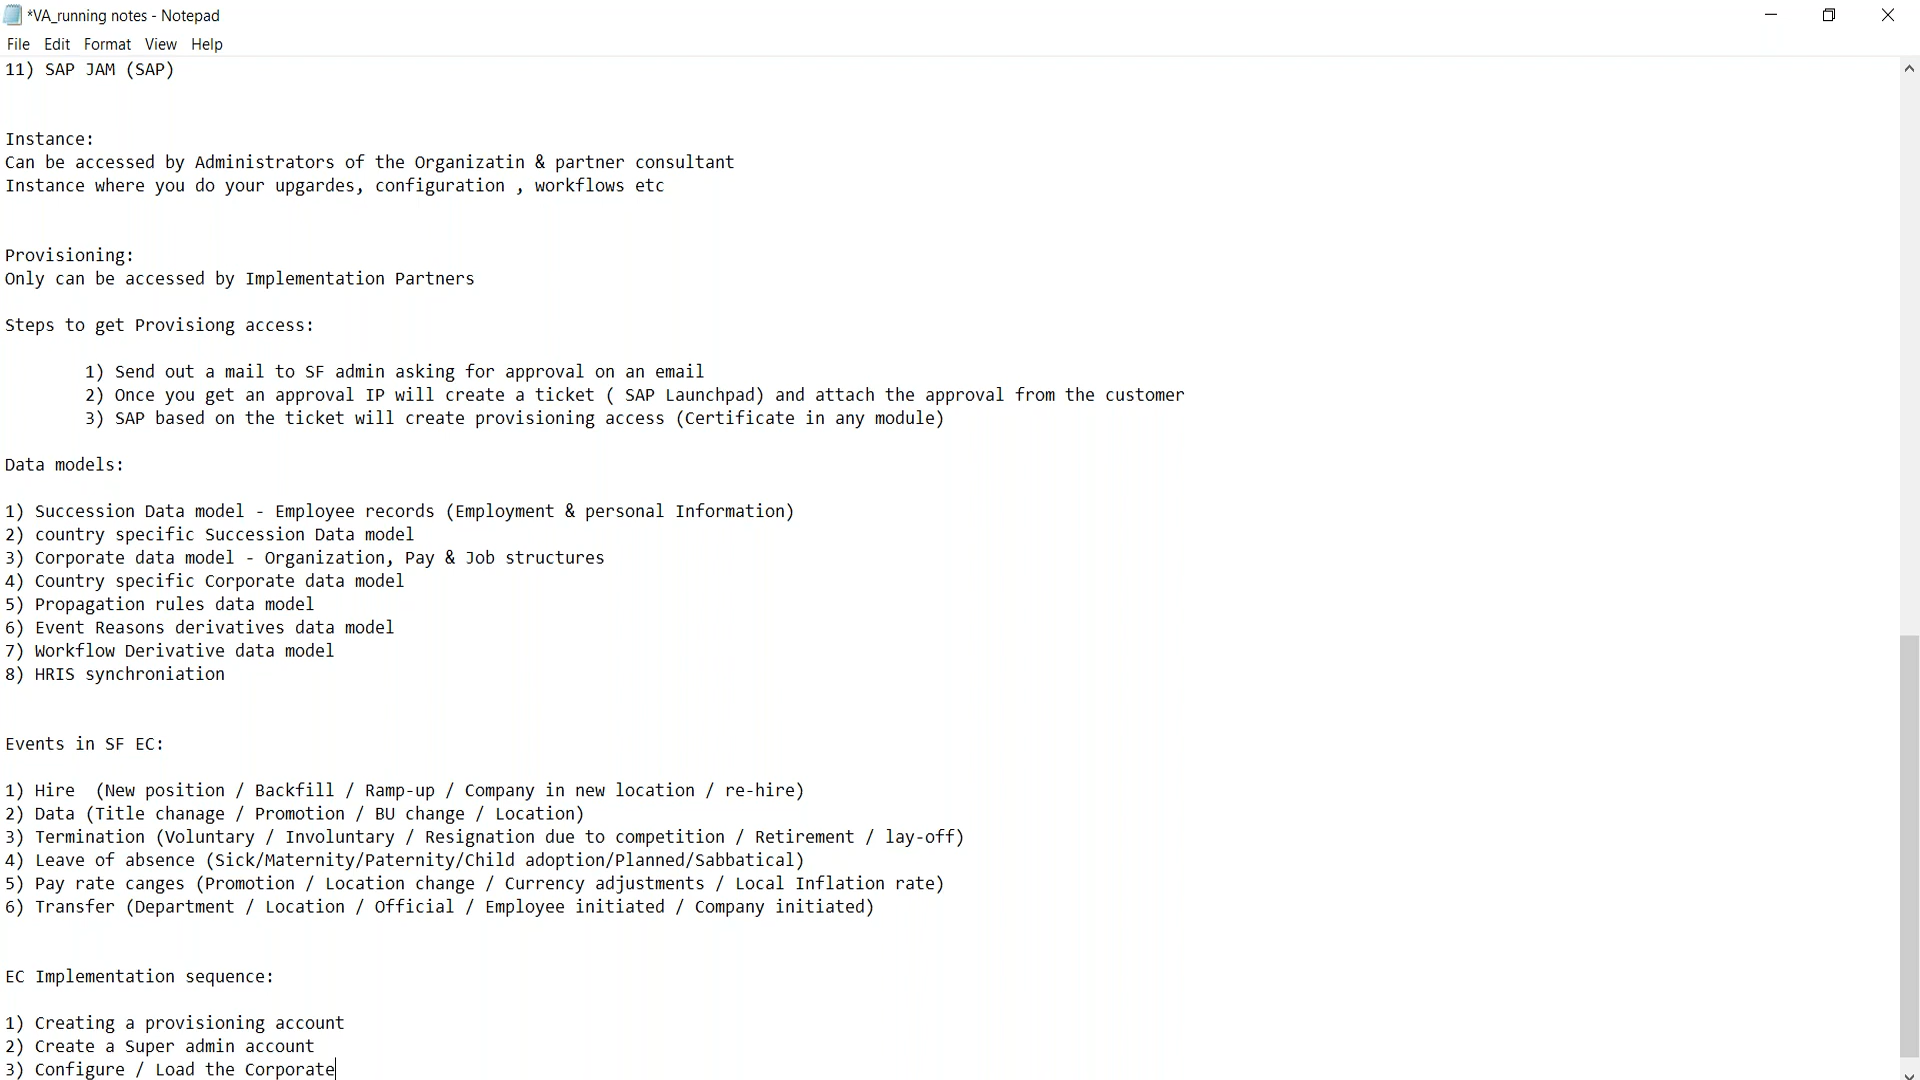 *VA_running notes - Notepad
File Edit Format View Help
11) SAP JAM (SAP)
Instance:
Can be accessed by Administrators of the Organizatin & partner consultant
Instance where you do your upgardes, configuration , workflows etc
Provisioning:
Only can be accessed by Implementation Partners
Steps to get Provisiong access:
1) Send out a mail to SF admin asking for approval on an email
2) Once you get an approval IP will create a ticket ( SAP Launchpad) and attach the approval from the customer
3) SAP based on the ticket will create provisioning access (Certificate in any module)
Data models:
1) Succession Data model - Employee records (Employment & personal Information)
2) country specific Succession Data model
3) Corporate data model - Organization, Pay & Job structures
4) Country specific Corporate data model
5) Propagation rules data model
6) Event Reasons derivatives data model
7) Workflow Derivative data model
8) HRIS synchroniation
Events in SF EC:
1) Hire  (New position / Backfill / Ramp-up / Company in new location / re-hire)
2) Data (Title chanage / Promotion / BU change / Location)
3) Termination (Voluntary / Involuntary / Resignation due to competition / Retirement / lay-off)
4) Leave of absence (Sick/Maternity/Paternity/Child adoption/Planned/Sabbatical)
5) Pay rate canges (Promotion / Location change / Currency adjustments / Local Inflation rate)
6) Transfer (Department / Location / Official / Employee initiated / Company initiated)
EC Implementation sequence:
1) Creating a provisioning account
2) Create a Super admin account
3) Configure / Load the Corporate